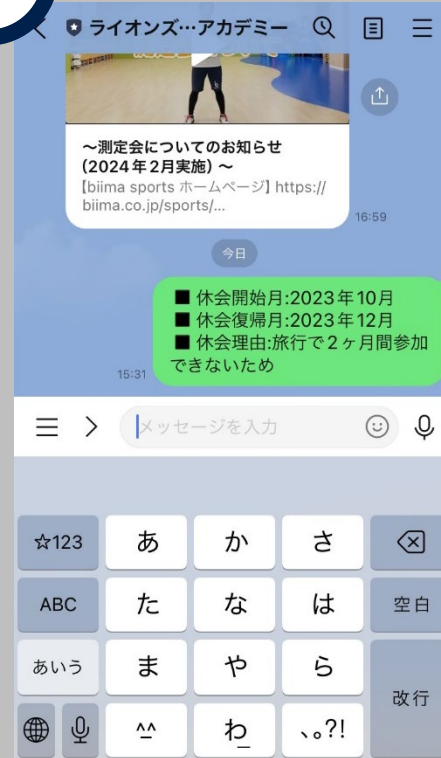 ライオンズ…アカデミー
〜測定会についてのお知らせ
(2024年2月実施) 〜
【biima sports ホームページ】https://
biima.co.jp/sports/...
16:59
今日
■ 休会開始月:2023年10月
■ 休会復帰月:2023年12月
■ 休会理由:旅行で2ヶ月間参加
できないため
15:31
メッセージを入力
☆123 あ か さ
ABC た な は 空白
あいう ま や ら 改行
^^ わ_ 、。?!